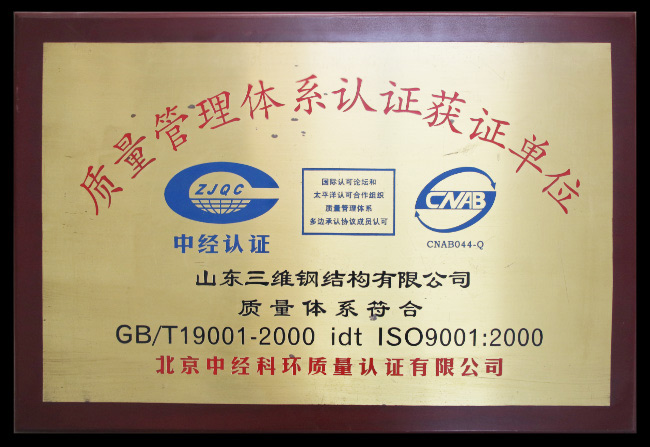 质量管理体系认证获证单位
ZJQC
中经认证
国际认可论坛和
太平洋认可合作组织
质量管理体系
多边承认协议成员认可
CNAB
CNAB044-Q
山东三维钢结构有限公司
质量体系符合
GB/T19001-2000 idt ISO9001:2000
北京中经科环质量认证有限公司